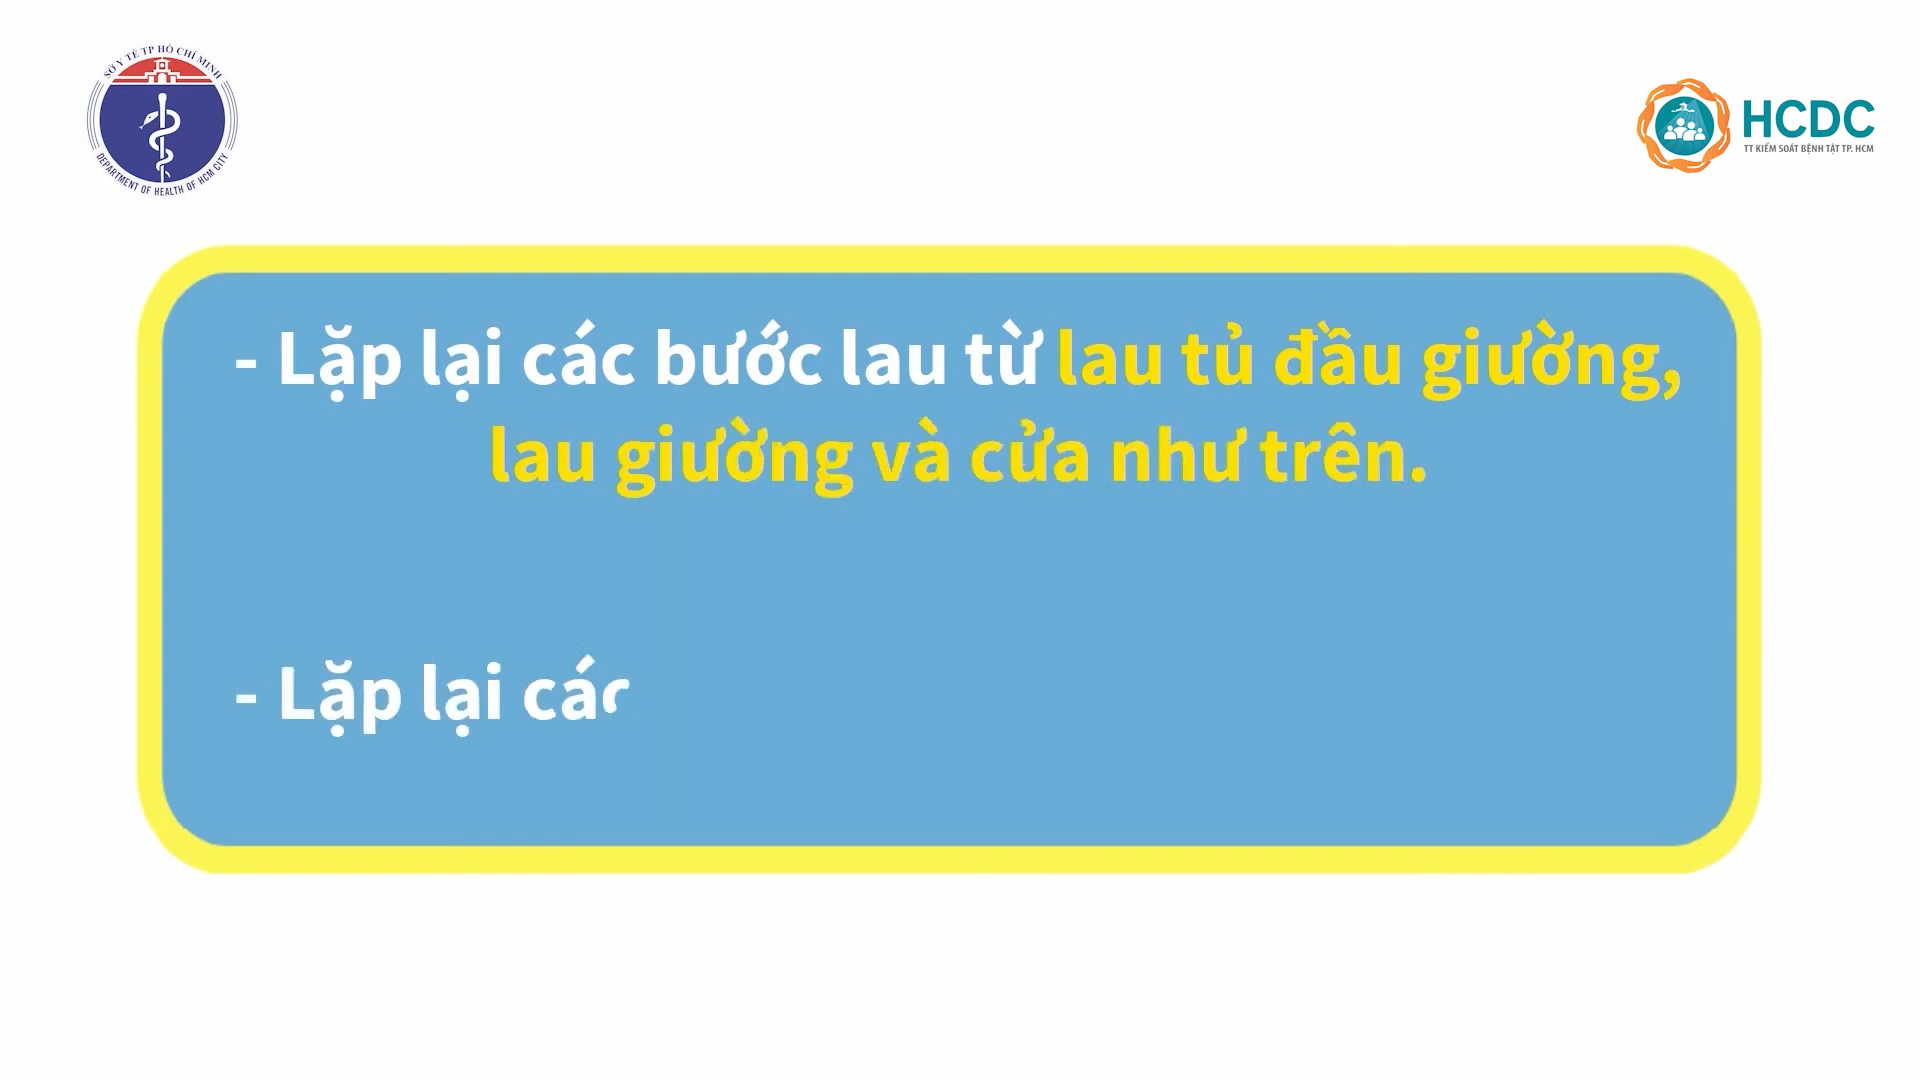 SỞ Y TẾ TP HỒ CHÍ MINH
DEPARTMENT OF HEALTH OF HCM CITY
HCDC
TT KIỂM SOÁT BỆNH TẬT TP. HCM
- Lặp lại các bước lau từ lau tủ đầu giường,
lau giường và cửa như trên.
- Lặp lại các